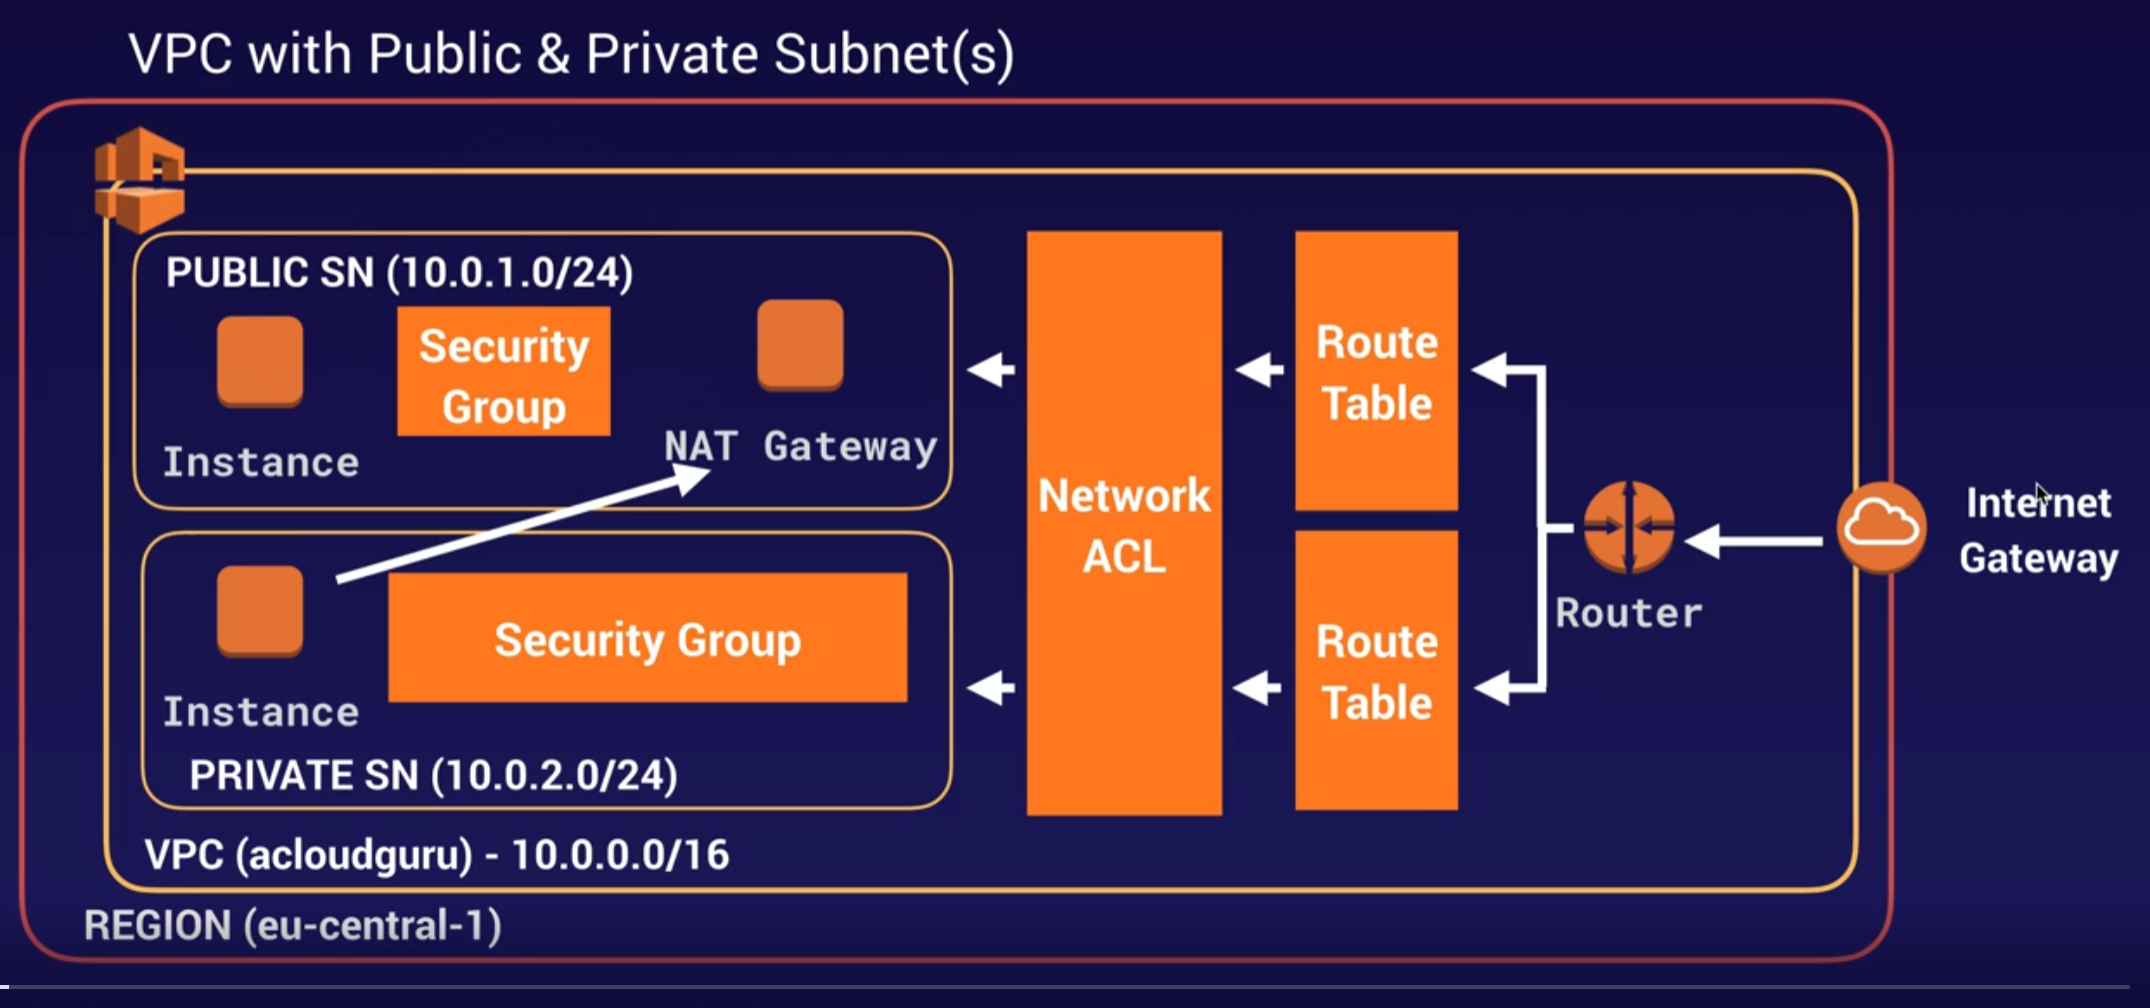 VPC with Public & Private Subnet(s)
PUBLIC SN (10.0.1.0/24)
Security
Group
Instance
NAT Gateway
Instance
Security Group
PRIVATE SN (10.0.2.0/24)
Network
ACL
Route
Table
Route
Table
Router
Internet
Gateway
VPC (acloudguru) - 10.0.0.0/16
REGION (eu-central-1)